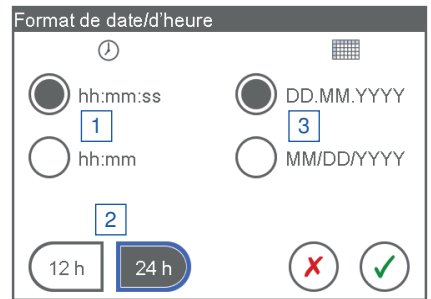 Format de date/d'heure
hh:mm:ss DD.MM.YYYY
1 3
hh:mm MM/DD/YYYY
2
12 h 24 h